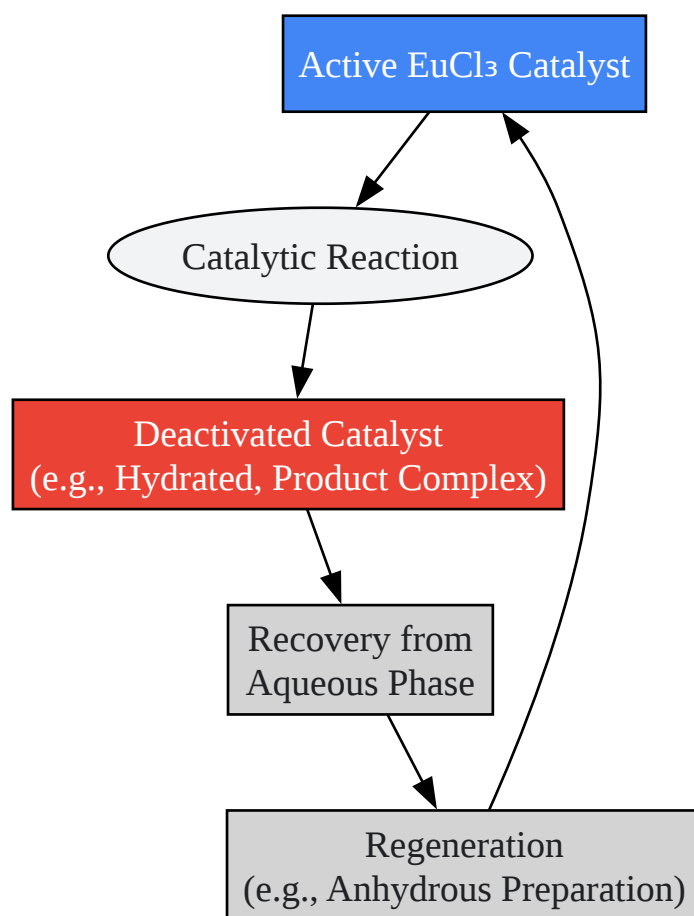 Active EuCl₃ Catalyst
Catalytic Reaction
Deactivated Catalyst
(e.g., Hydrated, Product Complex)
Recovery from
Aqueous Phase
Regeneration
(e.g., Anhydrous Preparation)